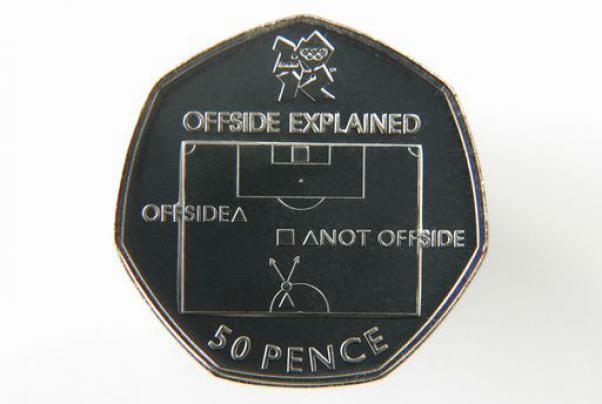 OFFSIDE EXPLAINED
OFFSIDE
NOT OFFSIDE
50 PENCE